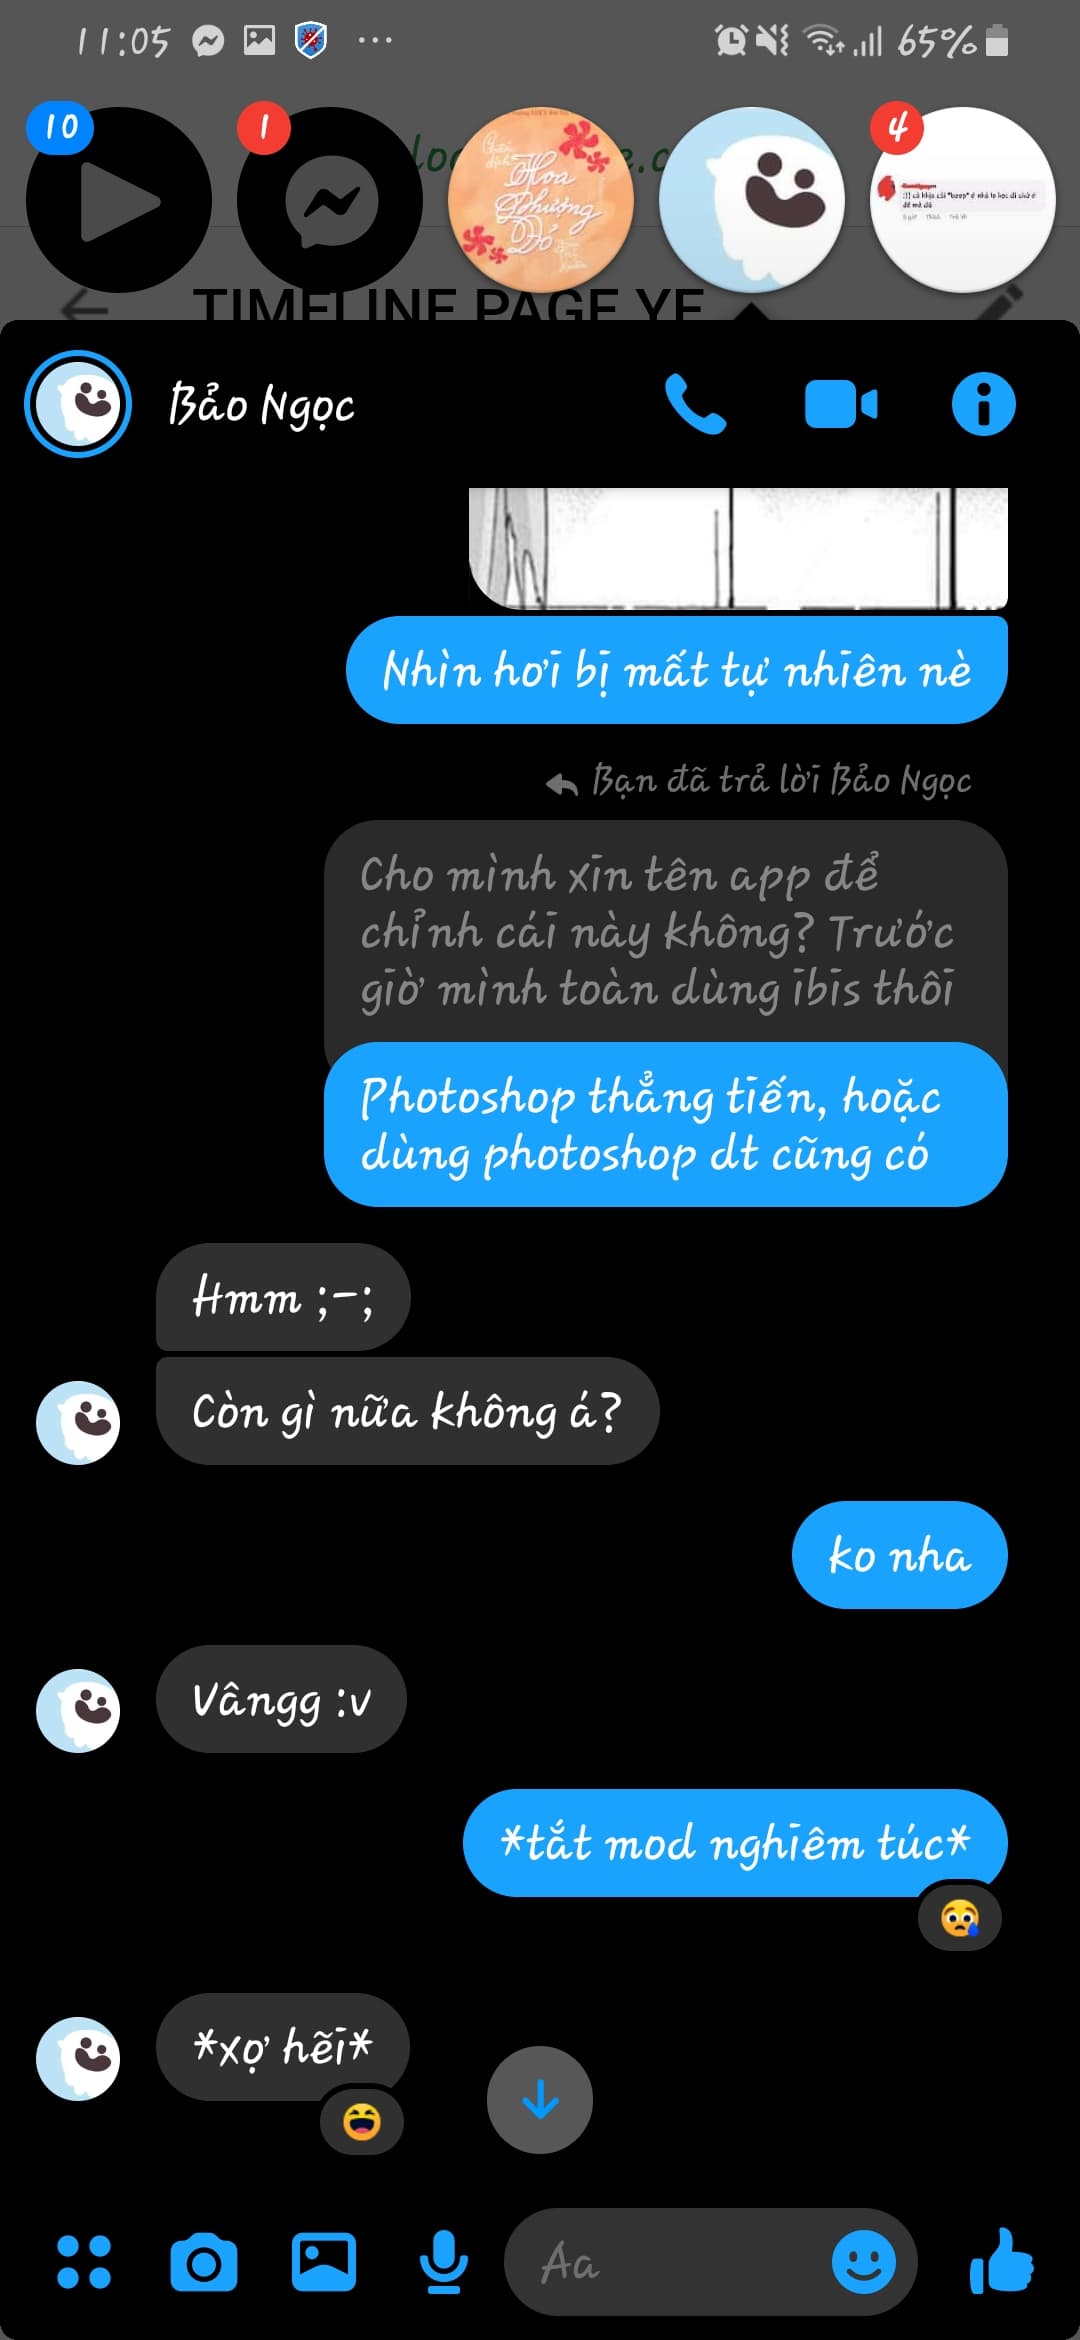 11:05
65%
10
1
4
Hoa
Phượng
Đỏ
TIMELINE PAGE YE
Bảo Ngọc
Nhìn hơi bị mất tự nhiên nè
Bạn đã trả lời Bảo Ngọc
Cho mình xin tên app để
chỉnh cái này không? Trước
giờ mình toàn dùng ibis thôi
Photoshop thẳng tiến, hoặc
dùng photoshop dt cũng có
Hmm ;-;
Còn gì nữa không á?
ko nha
Vângg :v
*tắt mod nghiêm túc*
*xợ hẽi*
Aa